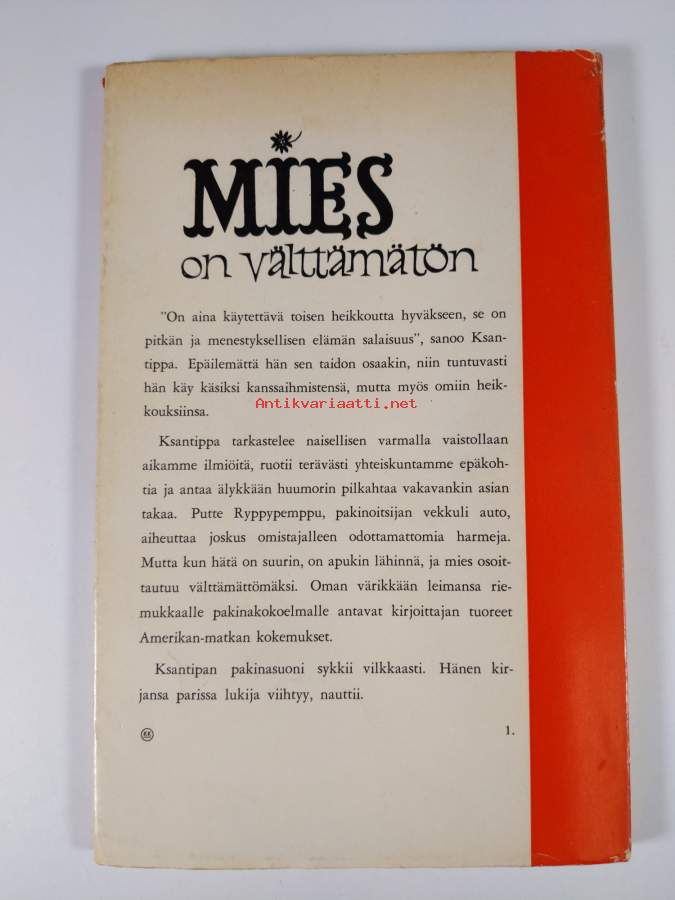 MIES
on välttämätön
"On aina käytettävä toisen heikkoutta hyväkseen, se on
pitkän ja menestyksellisen elämän salaisuus", sanoo Ksan-
tippa. Epäilemättä hän sen taidon osaakin, niin tuntuvasti
hän käy käsiksi kanssaihmistensä, mutta myös omiin heik-
kouksiinsa.
Antikvariaatti.net
Ksantippa tarkastelee naisellisen varmalla vaistollaan
aikamme ilmiöitä, ruotii terävästi yhteiskuntamme epäkoh-
tia ja antaa älykkään huumorin pilkahtaa vakavankin asian
takaa. Putte Ryppypemppu, pakinoitsijan vekkuli auto,
aiheuttaa joskus omistajalleen odottamattomia harmeja.
Mutta kun hätä on suurin, on apukin lähinnä, ja mies osoit-
tautuu välttämättömäksi. Oman värikkään leimansa rie-
mukkaalle pakinakokoelmalle antavat kirjoittajan tuoreet
Amerikan-matkan kokemukset.
Ksantipan pakinasuoni sykkii vilkkaasti. Hänen kir-
jansa parissa lukija viihtyy, nauttii.
KK 1.